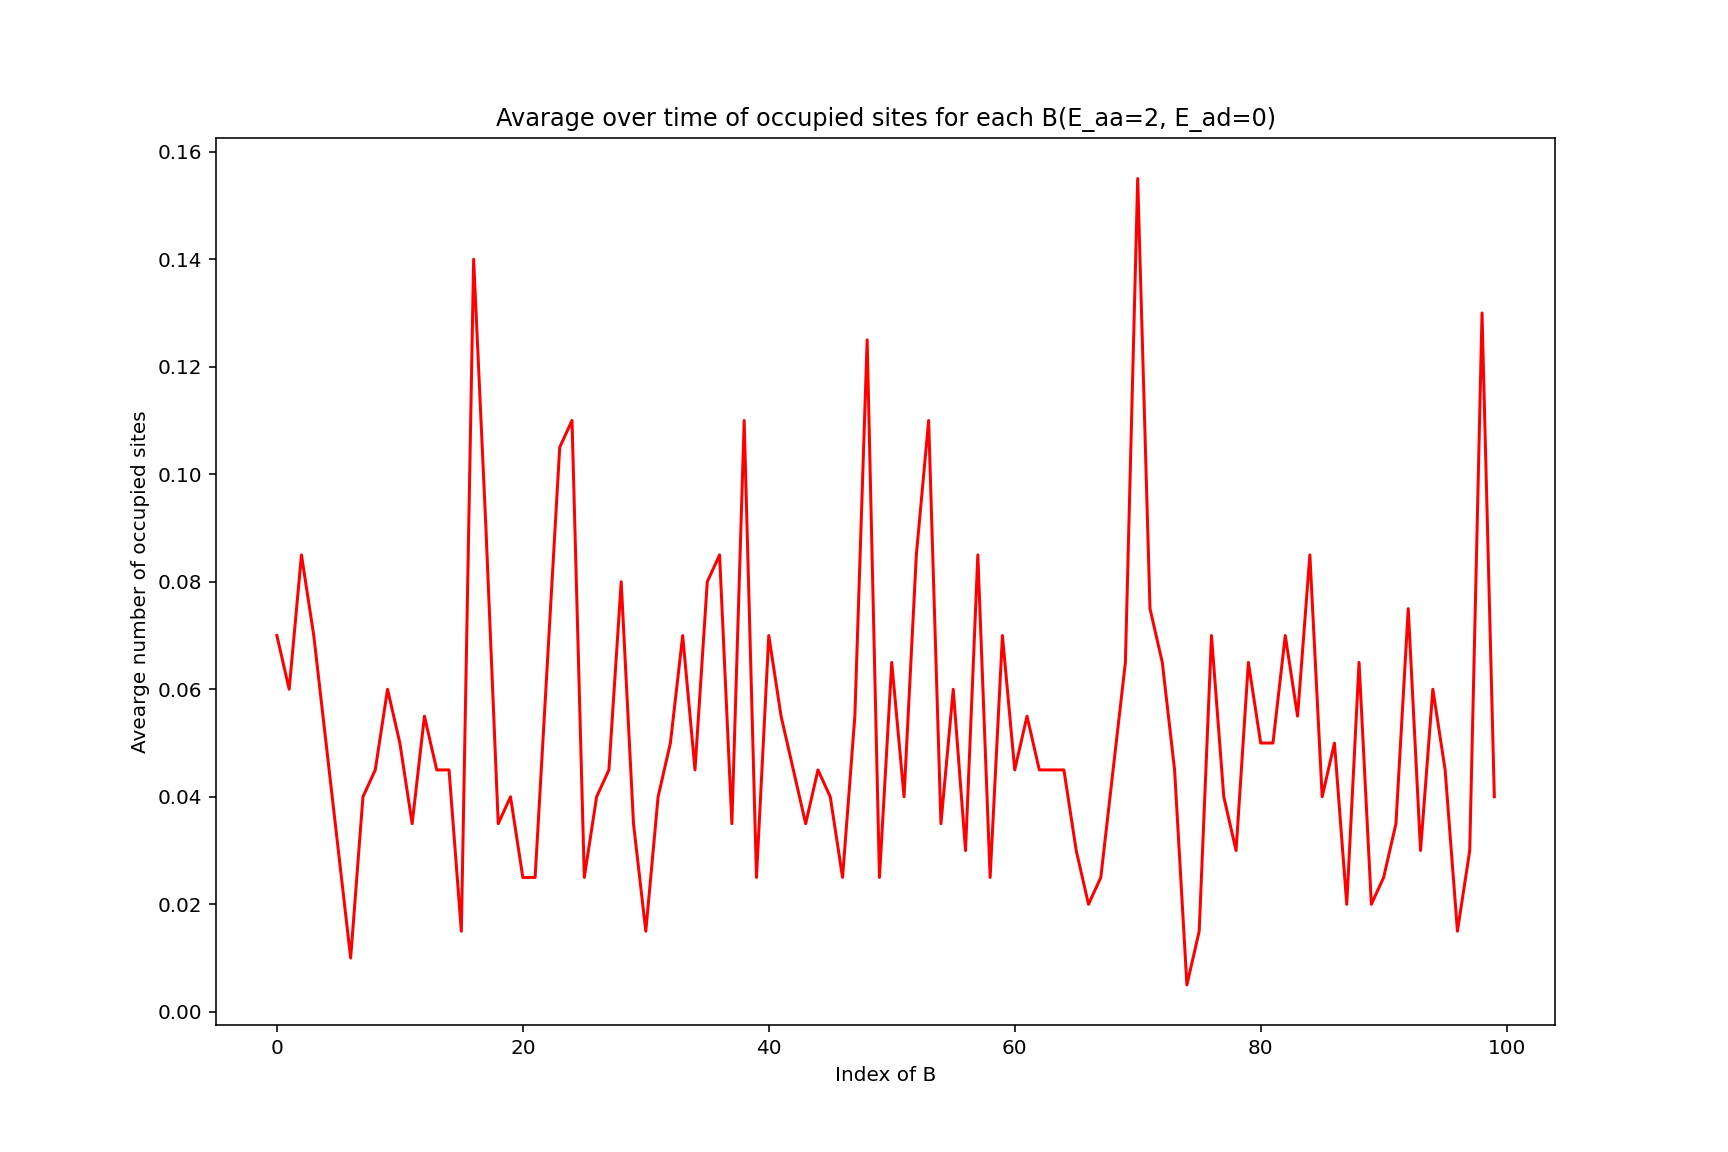 Avarage over time of occupied sites for each B(E_aa=2, E_ad=0)
0.16
0.14
0.12
0.10
0.08
0.06
0.04
0.02
0.00
Avearge number of occupied sites
0 20 40 60 80 100
Index of B